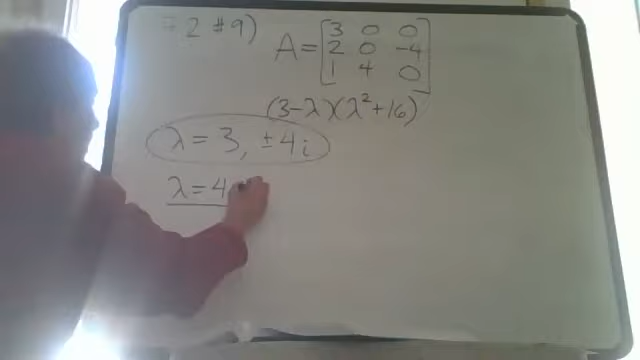 #2 #9)
A = [3 0 0
2 0 -4
1 4 0]
(3-λ)(λ²+16)
λ = 3, ±4i
λ = 4